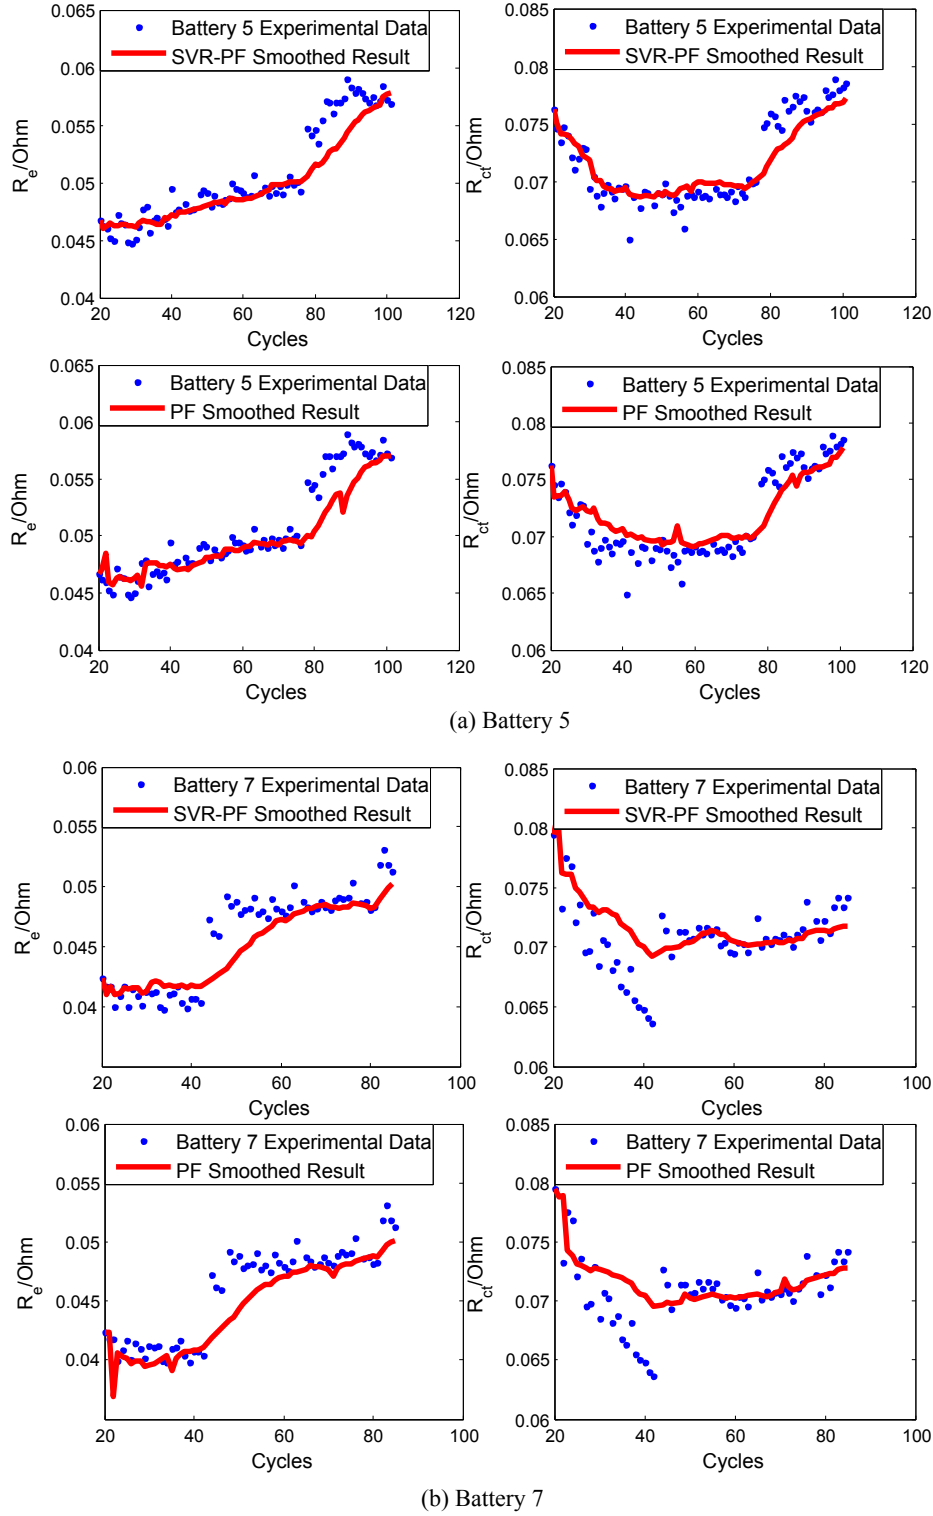 0.065
0.06
0.055
0.05
0.045
0.04
20 40 60 80 100 120
Cycles
R_e/Ohm
Battery 5 Experimental Data
SVR-PF Smoothed Result
0.085
0.08
0.075
0.07
0.065
0.06
20 40 60 80 100 120
Cycles
R_ct/Ohm
Battery 5 Experimental Data
SVR-PF Smoothed Result
0.065
0.06
0.055
0.05
0.045
0.04
20 40 60 80 100 120
Cycles
R_e/Ohm
Battery 5 Experimental Data
PF Smoothed Result
0.085
0.08
0.075
0.07
0.065
0.06
20 40 60 80 100 120
Cycles
R_ct/Ohm
Battery 5 Experimental Data
PF Smoothed Result
(a) Battery 5
0.06
0.055
0.05
0.045
0.04
20 40 60 80 100
Cycles
R_e/Ohm
Battery 7 Experimental Data
SVR-PF Smoothed Result
0.085
0.08
0.075
0.07
0.065
0.06
20 40 60 80 100
Cycles
R_ct/Ohm
Battery 7 Experimental Data
SVR-PF Smoothed Result
0.06
0.055
0.05
0.045
0.04
20 40 60 80 100
Cycles
R_e/Ohm
Battery 7 Experimental Data
PF Smoothed Result
0.085
0.08
0.075
0.07
0.065
0.06
20 40 60 80 100
Cycles
R_ct/Ohm
Battery 7 Experimental Data
PF Smoothed Result
(b) Battery 7